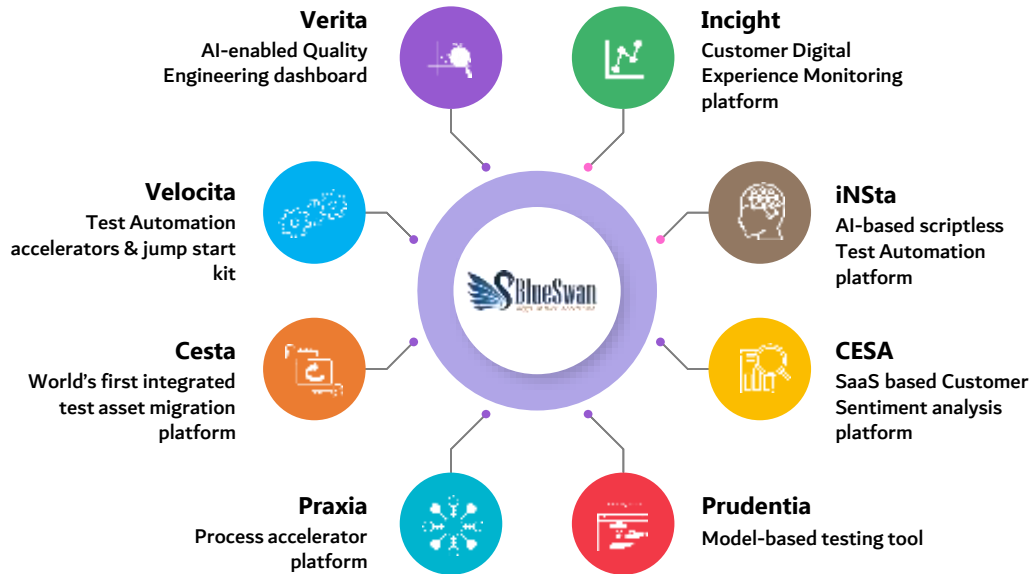 Verita
AI-enabled Quality
Engineering dashboard
Incight
Customer Digital
Experience Monitoring
platform
Velocita
Test Automation
accelerators & jump start
kit
iNSta
AI-based scriptless
Test Automation
platform
BlueSwan
Cesta
World’s first integrated
test asset migration
platform
CESA
SaaS based Customer
Sentiment analysis
platform
Praxia
Process accelerator
platform
Prudentia
Model-based testing tool